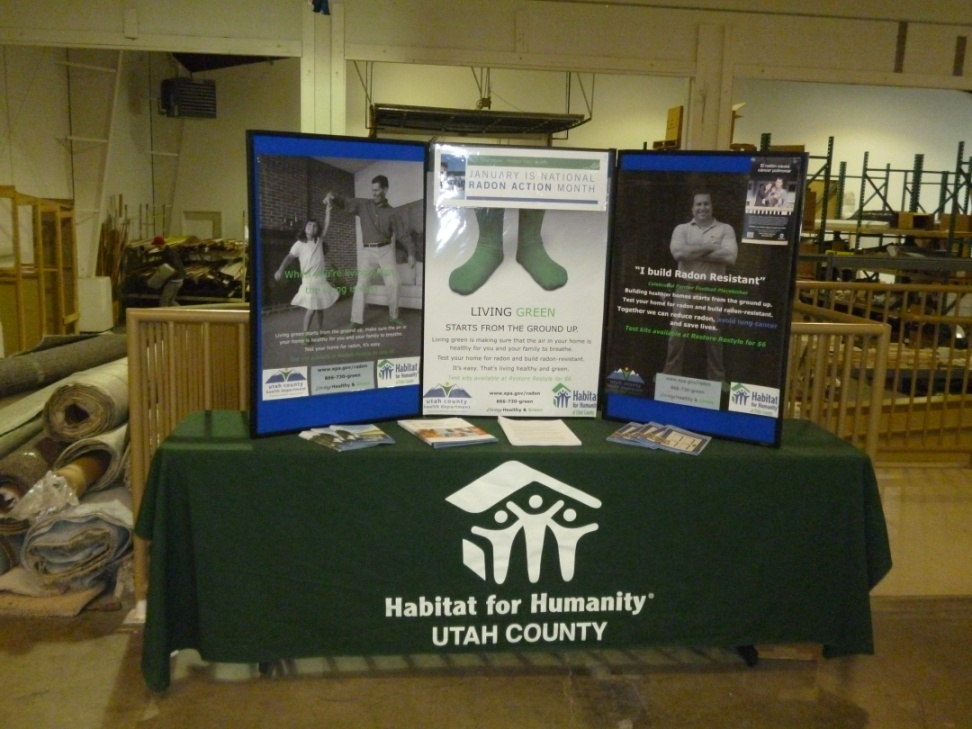 Living green starts from the ground up, make sure the air in
your home is healthy for you and your family to breathe.
Test your home for radon, it's easy.
utah county
health department
www.epa.gov/radon
866-730-green
Living Healthy & Green
Habitat
for Humanity
JANUARY IS NATIONAL
RADON ACTION MONTH
LIVING GREEN
STARTS FROM THE GROUND UP.
Living green is making sure that the air in your home is
healthy for you and your family to breathe.
Test your home for radon and build radon-resistant.
It's easy. That's living healthy and green.
Test kits available at Restore Restyle for $6
utah county
health department
www.epa.gov/radon
866-730-green
Living Healthy & Green
Habitat
for Humanity
El radón causa
cáncer pulmonar
"I build Radon Resistant"
Building healthier homes starts from the ground up.
Test your home for radon and build radon-resistant.
Together we can reduce radon, avoid lung cancer
and save lives.
Test kits available at Restore Restyle for $6
utah county
www.epa.gov/radon
866-730-green
Living Healthy & Green
Habitat
for Humanity
Habitat for Humanity®
UTAH COUNTY